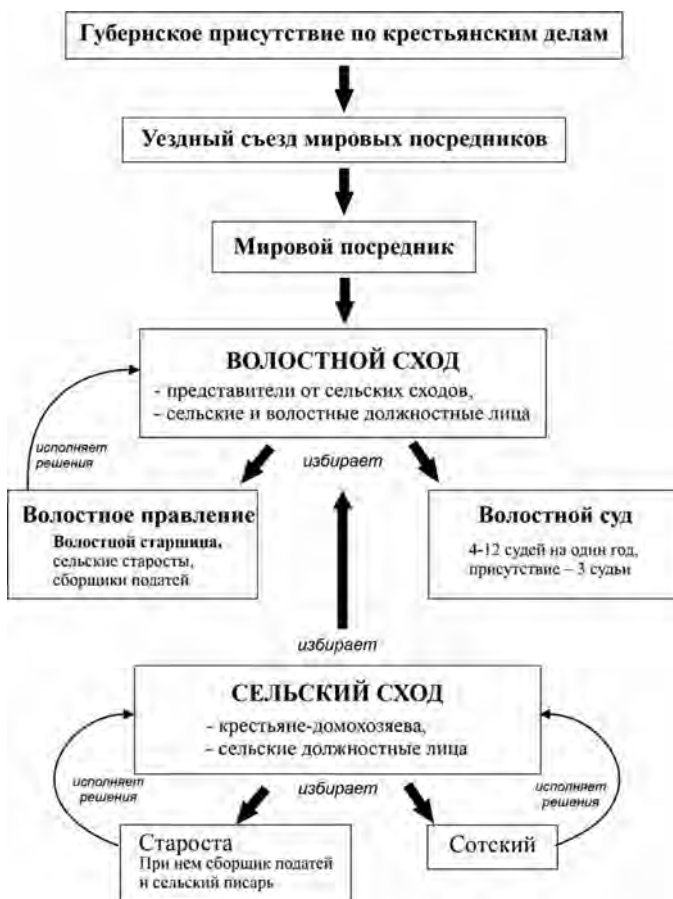 Губернское присутствие по крестьянским делам
Уездный съезд мировых посредников
Мировой посредник
ВОЛОСТНОЙ СХОД
- представители от сельских сходов,
- сельские и волостные должностные лица
исполняет
решения
избирает
Волостное правление
Волостной старшина,
сельские старосты,
сборщики податей
Волостной суд
4-12 судей на один год,
присутствие – 3 судьи
избирает
СЕЛЬСКИЙ СХОД
- крестьяне-домохозяева,
- сельские должностные лица
исполняет
решения
избирает
исполняет
решения
Староста
При нем сборщик податей
и сельский писарь
Сотский